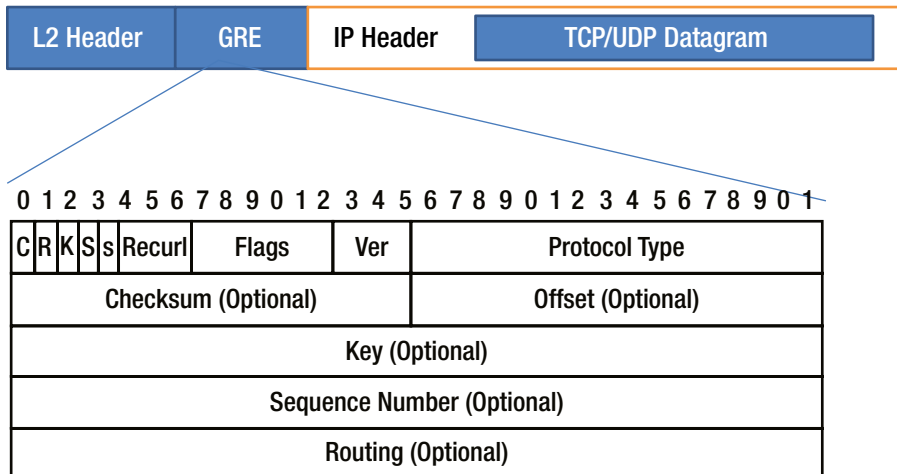 L2 Header GRE IP Header TCP/UDP Datagram
0 1 2 3 4 5 6 7 8 9 0 1 2 3 4 5 6 7 8 9 0 1 2 3 4 5 6 7 8 9 0 1
C R K S s Recurl Flags Ver Protocol Type
Checksum (Optional) Offset (Optional)
Key (Optional)
Sequence Number (Optional)
Routing (Optional)